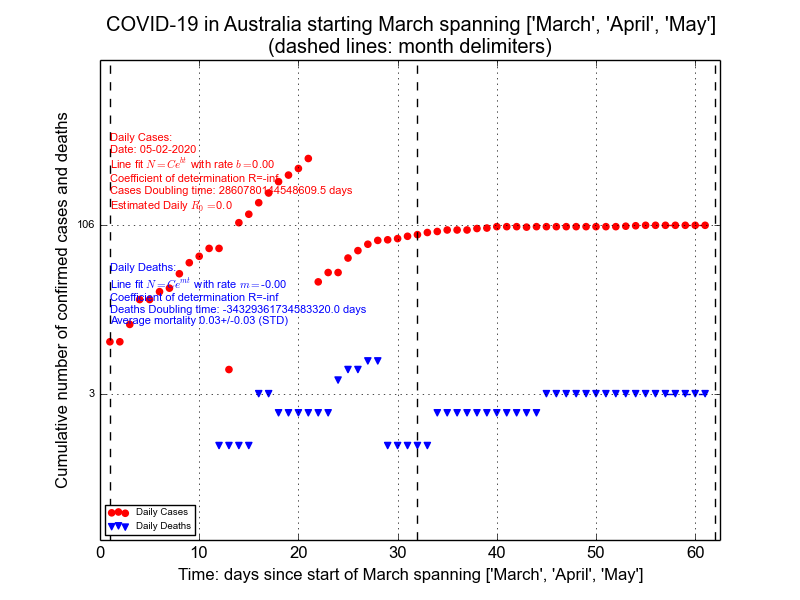 COVID-19 in Australia starting March spanning ['March', 'April', 'May']
(dashed lines: month delimiters)
Cumulative number of confirmed cases and deaths
106
3
Daily Cases:
Date: 05-02-2020
Line fit N=Ce^{bt} with rate b=0.00
Coefficient of determination R=-inf
Cases Doubling time: 2860780144548609.5 days
Estimated Daily R_0=0.0
Daily Deaths:
Line fit N=Ce^{mt} with rate m=-0.00
Coefficient of determination R=-inf
Deaths Doubling time: -34329361734583320.0 days
Average mortality 0.03+/-0.03 (STD)
Daily Cases
Daily Deaths
0 10 20 30 40 50 60
Time: days since start of March spanning ['March', 'April', 'May']